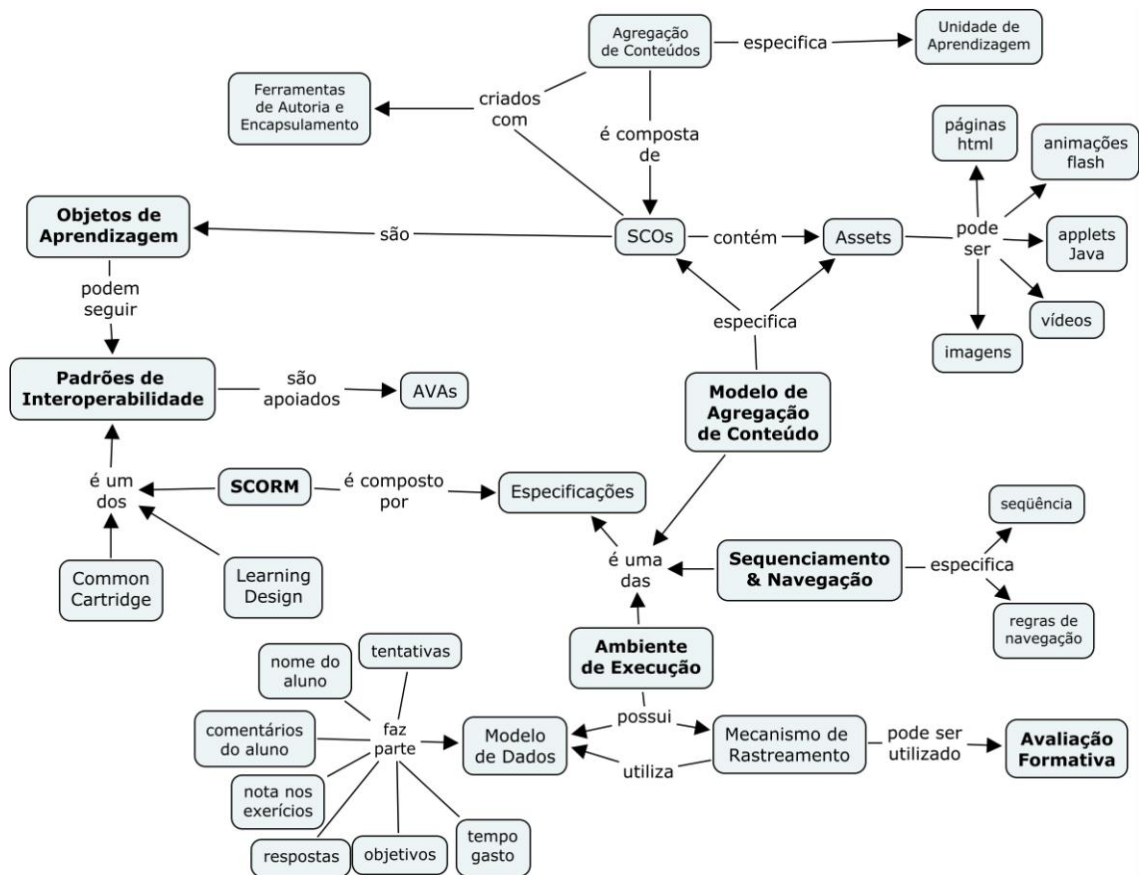 Agregação
de Conteúdos
especifica
Unidade de
Aprendizagem
Ferramentas
de Autoria e
Encapsulamento
criados
com
é composta
de
páginas
html
animações
flash
Objetos de
Aprendizagem
são
SCOs
contém
Assets
pode
ser
applets
Java
podem
seguir
especifica
vídeos
imagens
Padrões de
Interoperabilidade
são
apoiados
AVAs
Modelo de
Agregação
de Conteúdo
é um
dos
SCORM
é composto
por
Especificações
seqüência
Common
Cartridge
Learning
Design
é uma
das
Sequenciamento
& Navegação
especifica
regras de
navegação
Ambiente
de Execução
nome do
aluno
tentativas
comentários
do aluno
faz
parte
Modelo
de Dados
possui
utiliza
Mecanismo de
Rastreamento
pode ser
utilizado
Avaliação
Formativa
nota nos
exerícios
respostas
objetivos
tempo
gasto